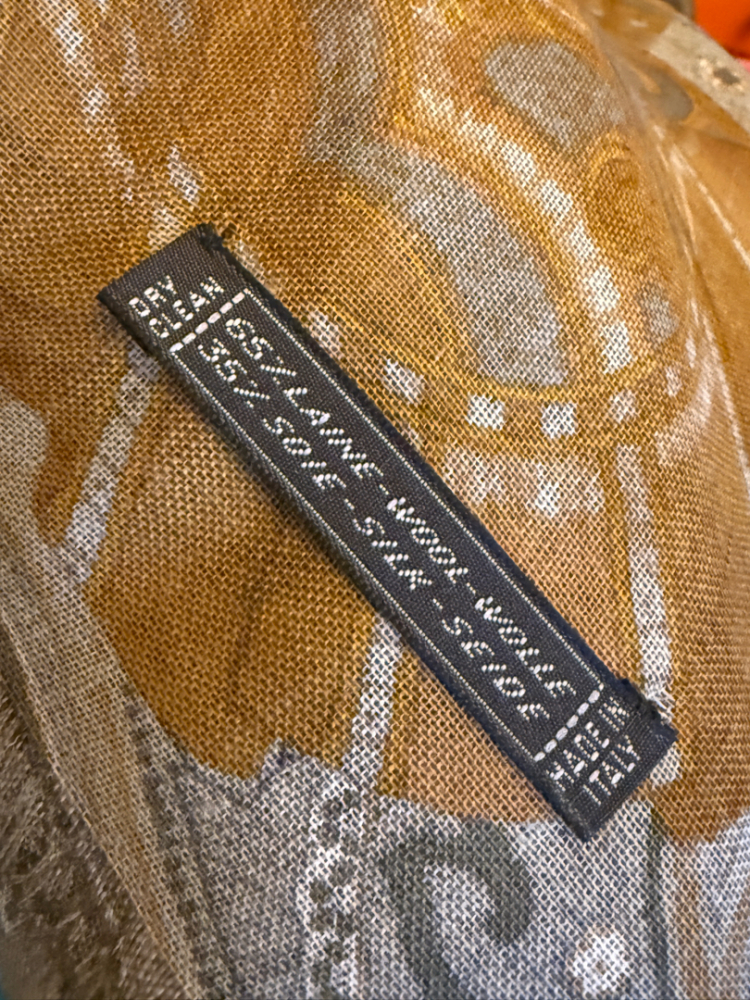 DRY
CLEAN
65% LAINE-WOOL-WOLLE
35% SOIE-SILK-SEIDE
MADE IN
ITALY